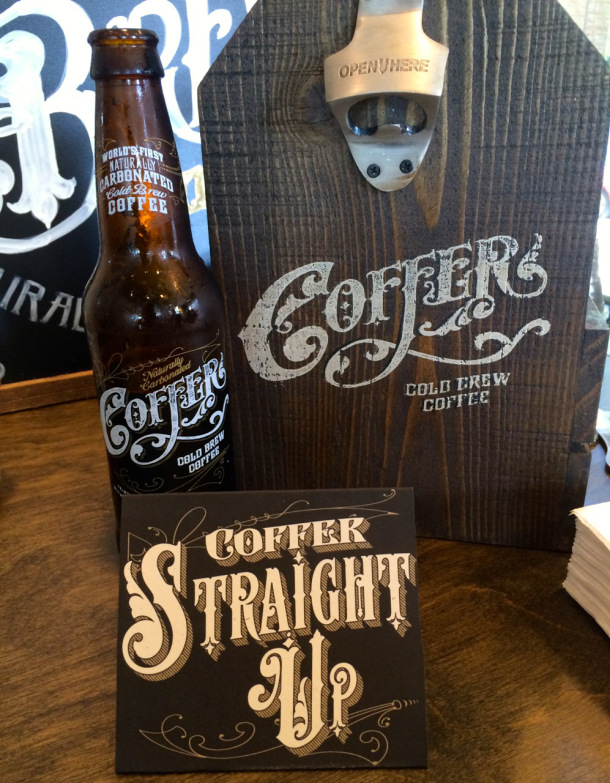 OPEN HERE
WORLD'S FIRST
NATURALLY
CARBONATED
Cold-Brew
COFFEE
Naturally
Carbonated
COFFER
COLD BREW
COFFEE
COFFER
COLD BREW
COFFEE
COFFER
STRAIGHT
UP